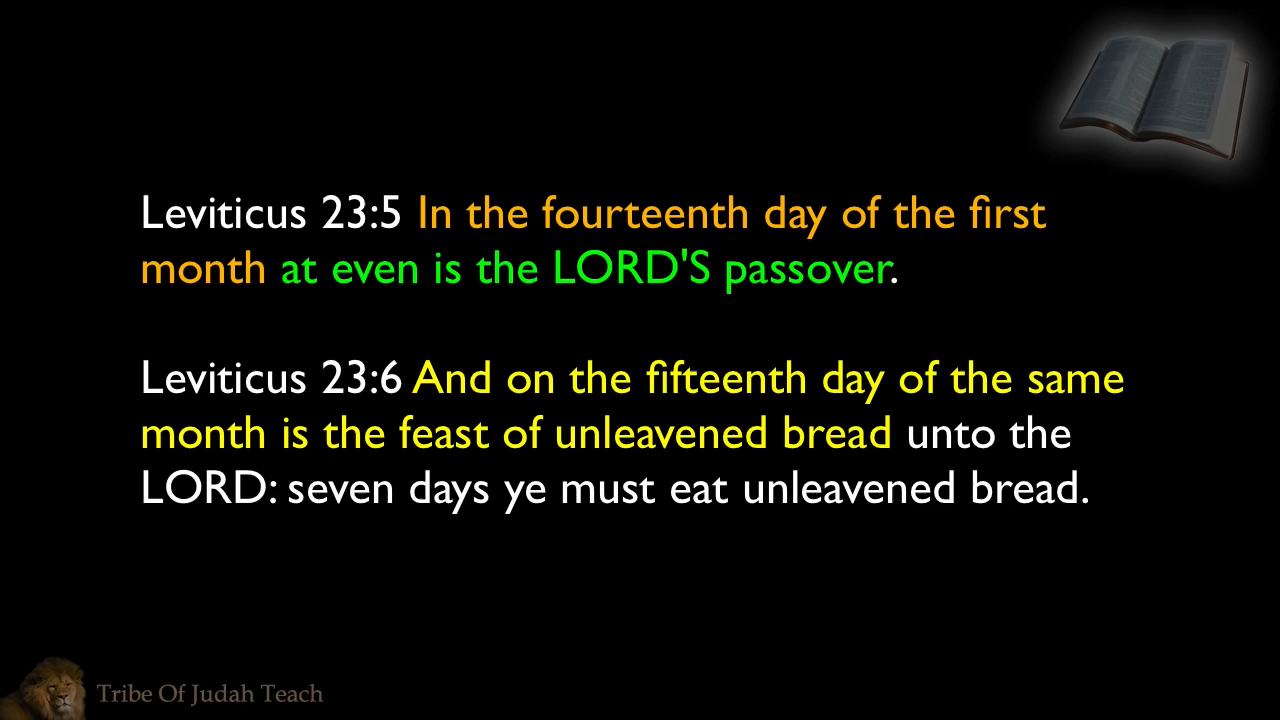 Leviticus 23:5 In the fourteenth day of the first
month at even is the LORD'S passover.
Leviticus 23:6 And on the fifteenth day of the same
month is the feast of unleavened bread unto the
LORD: seven days ye must eat unleavened bread.
Tribe Of Judah Teach